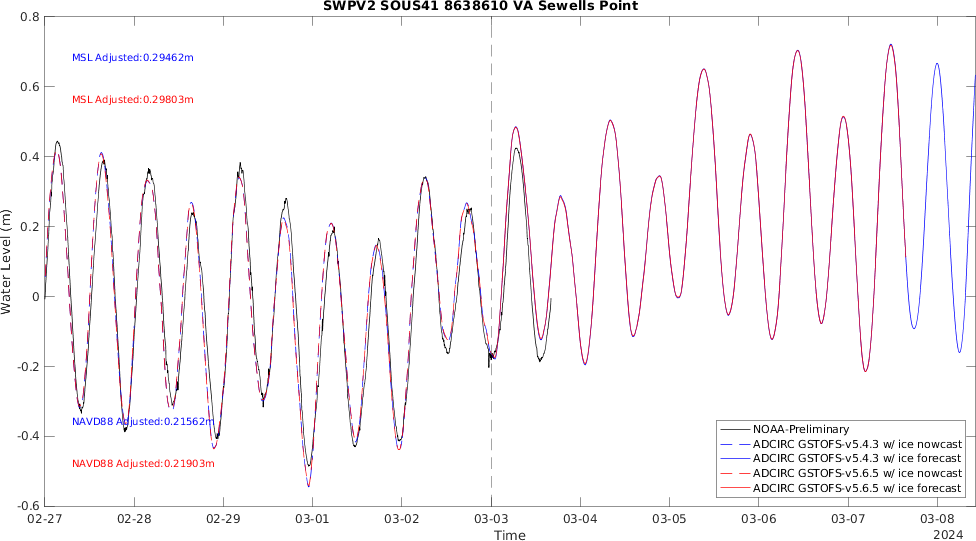 SWPV2 SOUS41 8638610 VA Sewells Point
0.8
0.6
0.4
0.2
0
-0.2
-0.4
-0.6
Water Level (m)
MSL Adjusted:0.29462m
MSL Adjusted:0.29803m
NAVD88 Adjusted:0.21562m
NAVD88 Adjusted:0.21903m
NOAA-Preliminary
ADCIRC GSTOFS-v5.4.3 w/ ice nowcast
ADCIRC GSTOFS-v5.4.3 w/ ice forecast
ADCIRC GSTOFS-v5.6.5 w/ ice nowcast
ADCIRC GSTOFS-v5.6.5 w/ ice forecast
02-27 02-28 02-29 03-01 03-02 03-03 03-04 03-05 03-06 03-07 03-08
Time
2024